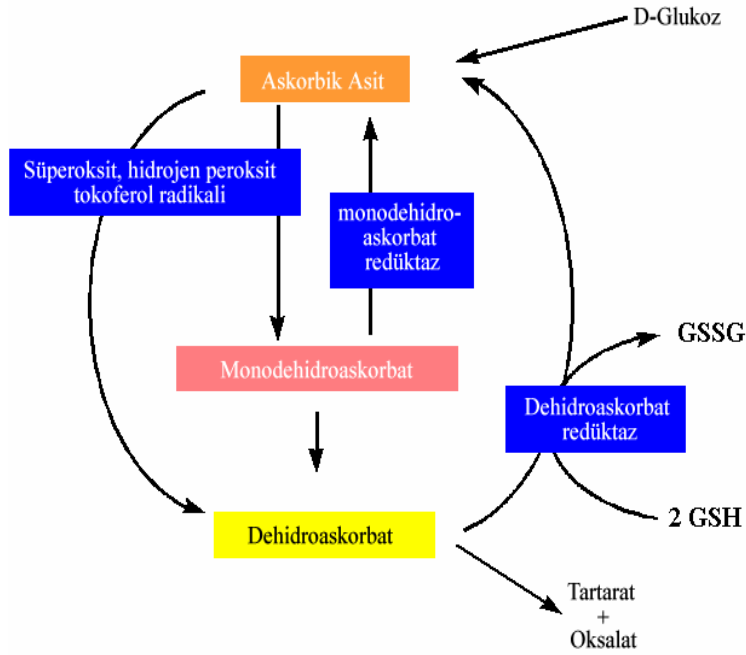 D-Glukoz
Askorbik Asit
Süperoksit, hidrojen peroksit
tokoferol radikali
monodehidro-
askorbat
redüktaz
GSSG
Monodehidroaskorbat
Dehidroaskorbat
redüktaz
2 GSH
Dehidroaskorbat
Tartarat
+
Oksalat